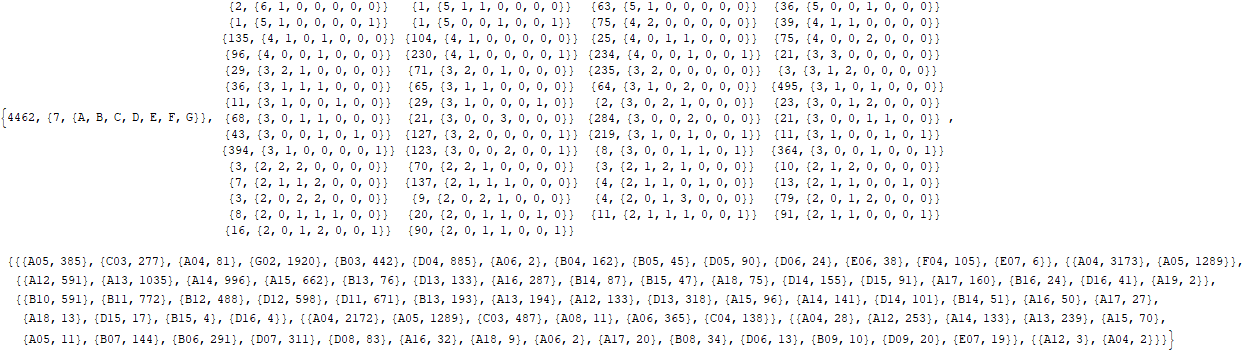 {2, {6, 1, 0, 0, 0, 0, 0}} {1, {5, 1, 1, 0, 0, 0, 0}} {63, {5, 1, 0, 0, 0, 0, 0}} {36, {5, 0, 0, 1, 0, 0, 0}}
{1, {5, 1, 0, 0, 0, 0, 1}} {1, {5, 0, 0, 1, 0, 0, 1}} {75, {4, 2, 0, 0, 0, 0, 0}} {39, {4, 1, 1, 0, 0, 0, 0}}
{135, {4, 1, 0, 1, 0, 0, 0}} {104, {4, 1, 0, 0, 0, 0, 0}} {25, {4, 0, 1, 1, 0, 0, 0}} {75, {4, 0, 0, 2, 0, 0, 0}}
{96, {4, 0, 0, 1, 0, 0, 0}} {230, {4, 1, 0, 0, 0, 0, 1}} {234, {4, 0, 0, 1, 0, 0, 1}} {21, {3, 3, 0, 0, 0, 0, 0}}
{29, {3, 2, 1, 0, 0, 0, 0}} {71, {3, 2, 0, 1, 0, 0, 0}} {235, {3, 2, 0, 0, 0, 0, 0}} {3, {3, 1, 2, 0, 0, 0, 0}}
{36, {3, 1, 1, 1, 0, 0, 0}} {65, {3, 1, 1, 0, 0, 0, 0}} {64, {3, 1, 0, 2, 0, 0, 0}} {495, {3, 1, 0, 1, 0, 0, 0}}
{11, {3, 1, 0, 0, 1, 0, 0}} {29, {3, 1, 0, 0, 0, 1, 0}} {2, {3, 0, 2, 1, 0, 0, 0}} {23, {3, 0, 1, 2, 0, 0, 0}}
{4462, {7, {A, B, C, D, E, F, G}}, {68, {3, 0, 1, 1, 0, 0, 0}} {21, {3, 0, 0, 3, 0, 0, 0}} {284, {3, 0, 0, 2, 0, 0, 0}} {21, {3, 0, 0, 1, 1, 0, 0}} ,
{43, {3, 0, 0, 1, 0, 1, 0}} {127, {3, 2, 0, 0, 0, 0, 1}} {219, {3, 1, 0, 1, 0, 0, 1}} {11, {3, 1, 0, 0, 1, 0, 1}}
{394, {3, 1, 0, 0, 0, 0, 1}} {123, {3, 0, 0, 2, 0, 0, 1}} {8, {3, 0, 0, 1, 1, 0, 1}} {364, {3, 0, 0, 1, 0, 0, 1}}
{3, {2, 2, 2, 0, 0, 0, 0}} {70, {2, 2, 1, 0, 0, 0, 0}} {3, {2, 1, 2, 1, 0, 0, 0}} {10, {2, 1, 2, 0, 0, 0, 0}}
{7, {2, 1, 1, 2, 0, 0, 0}} {137, {2, 1, 1, 1, 0, 0, 0}} {4, {2, 1, 1, 0, 1, 0, 0}} {13, {2, 1, 1, 0, 0, 1, 0}}
{3, {2, 0, 2, 2, 0, 0, 0}} {9, {2, 0, 2, 1, 0, 0, 0}} {4, {2, 0, 1, 3, 0, 0, 0}} {79, {2, 0, 1, 2, 0, 0, 0}}
{8, {2, 0, 1, 1, 1, 0, 0}} {20, {2, 0, 1, 1, 0, 1, 0}} {11, {2, 1, 1, 1, 0, 0, 1}} {91, {2, 1, 1, 0, 0, 0, 1}}
{16, {2, 0, 1, 2, 0, 0, 1}} {90, {2, 0, 1, 1, 0, 0, 1}}
{{{A05, 385}, {C03, 277}, {A04, 81}, {G02, 1920}, {B03, 442}, {D04, 885}, {A06, 2}, {B04, 162}, {B05, 45}, {D05, 90}, {D06, 24}, {E06, 38}, {F04, 105}, {E07, 6}}, {{A04, 3173}, {A05, 1289}},
{{A12, 591}, {A13, 1035}, {A14, 996}, {A15, 662}, {B13, 76}, {D13, 133}, {A16, 287}, {B14, 87}, {B15, 47}, {A18, 75}, {D14, 155}, {D15, 91}, {A17, 160}, {B16, 24}, {D16, 41}, {A19, 2}},
{{B10, 591}, {B11, 772}, {B12, 488}, {D12, 598}, {D11, 671}, {B13, 193}, {A13, 194}, {A12, 133}, {D13, 318}, {A15, 96}, {A14, 141}, {D14, 101}, {B14, 51}, {A16, 50}, {A17, 27},
{A18, 13}, {D15, 17}, {B15, 4}, {D16, 4}}, {{A04, 2172}, {A05, 1289}, {C03, 487}, {A08, 11}, {A06, 365}, {C04, 138}}, {{A04, 28}, {A12, 253}, {A14, 133}, {A13, 239}, {A15, 70},
{A05, 11}, {B07, 144}, {B06, 291}, {D07, 311}, {D08, 83}, {A16, 32}, {A18, 9}, {A06, 2}, {A17, 20}, {B08, 34}, {D06, 13}, {B09, 10}, {D09, 20}, {E07, 19}}, {{A12, 3}, {A04, 2}}}}